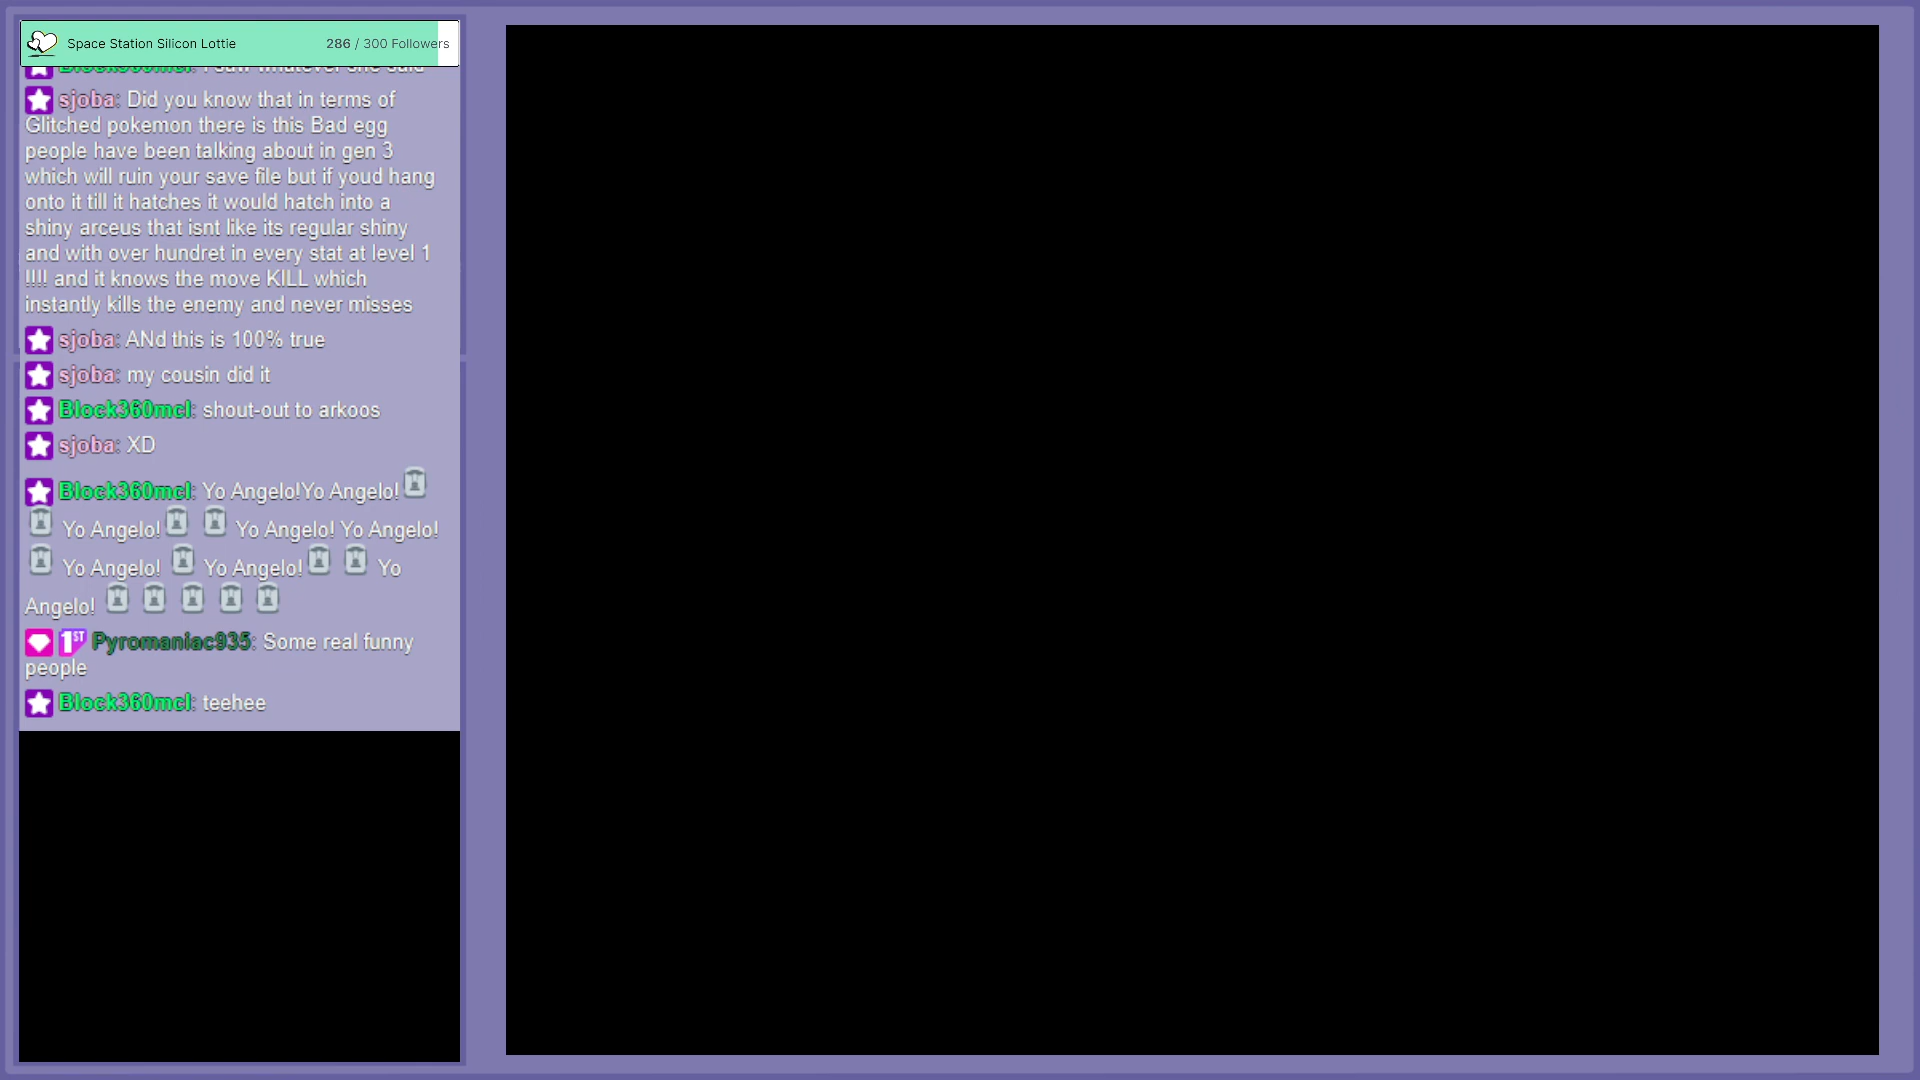 Space Station Silicon Lottie 286 / 300 Followers
Block360mcl: I saw whatever she said
sjoba: Did you know that in terms of
Glitched pokemon there is this Bad egg
people have been talking about in gen 3
which will ruin your save file but if youd hang
onto it till it hatches it would hatch into a
shiny arceus that isnt like its regular shiny
and with over hundret in every stat at level 1
!!!! and it knows the move KILL which
instantly kills the enemy and never misses
sjoba: ANd this is 100% true
sjoba: my cousin did it
Block360mcl: shout-out to arkoos
sjoba: XD
Block360mcl: Yo Angelo!Yo Angelo!
Yo Angelo! Yo Angelo! Yo Angelo!
Yo Angelo! Yo Angelo! Yo
Angelo!
1ST Pyromaniac935: Some real funny
people
Block360mcl: teehee